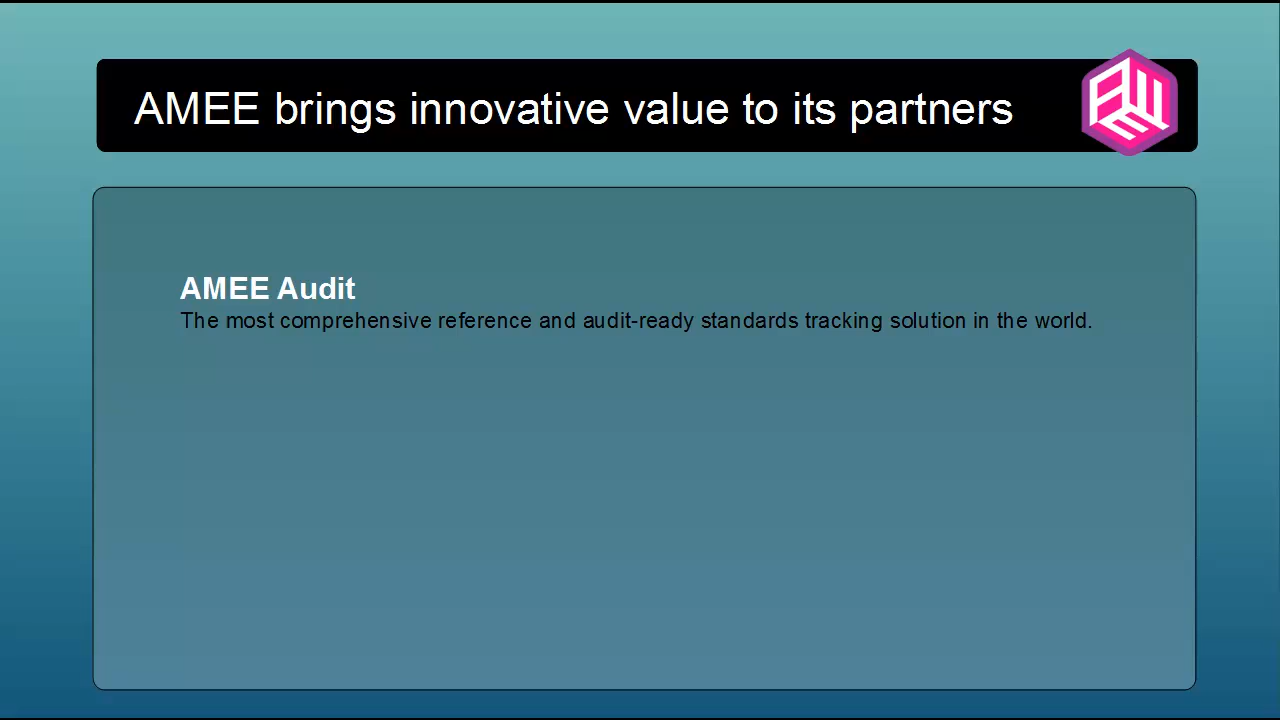 AMEE brings innovative value to its partners
AMEE Audit
The most comprehensive reference and audit-ready standards tracking solution in the world.